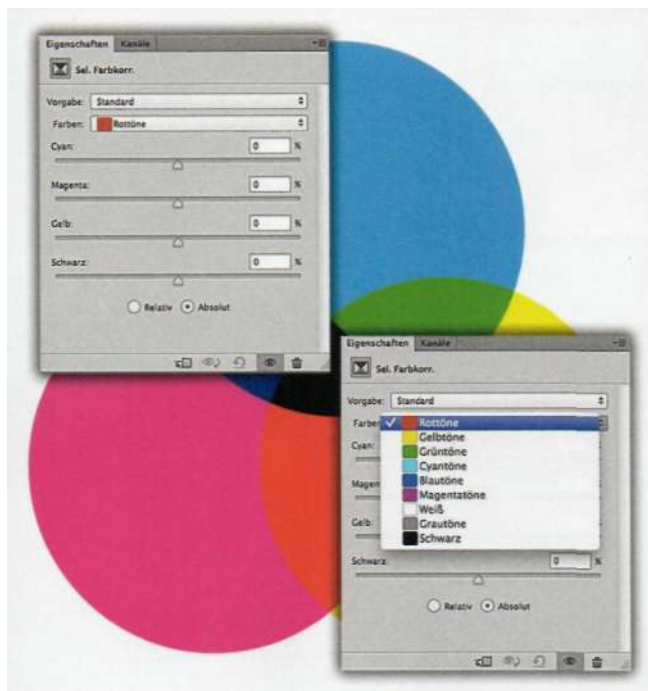 Eigenschaften Kanäle
Sel. Farbkorr.
Vorgabe: Standard
Farben: Rottöne
Cyan: 0 %
Magenta: 0 %
Gelb: 0 %
Schwarz: 0 %
Relativ Absolut
Eigenschaften Kanäle
Sel. Farbkorr.
Vorgabe: Standard
Farben
Rottöne
Gelbtöne
Grüntöne
Cyantöne
Blautöne
Magentatöne
Weiß
Grautöne
Schwarz
Cyan:
Magen
Gelb:
Schwarz: 0 %
Relativ Absolut